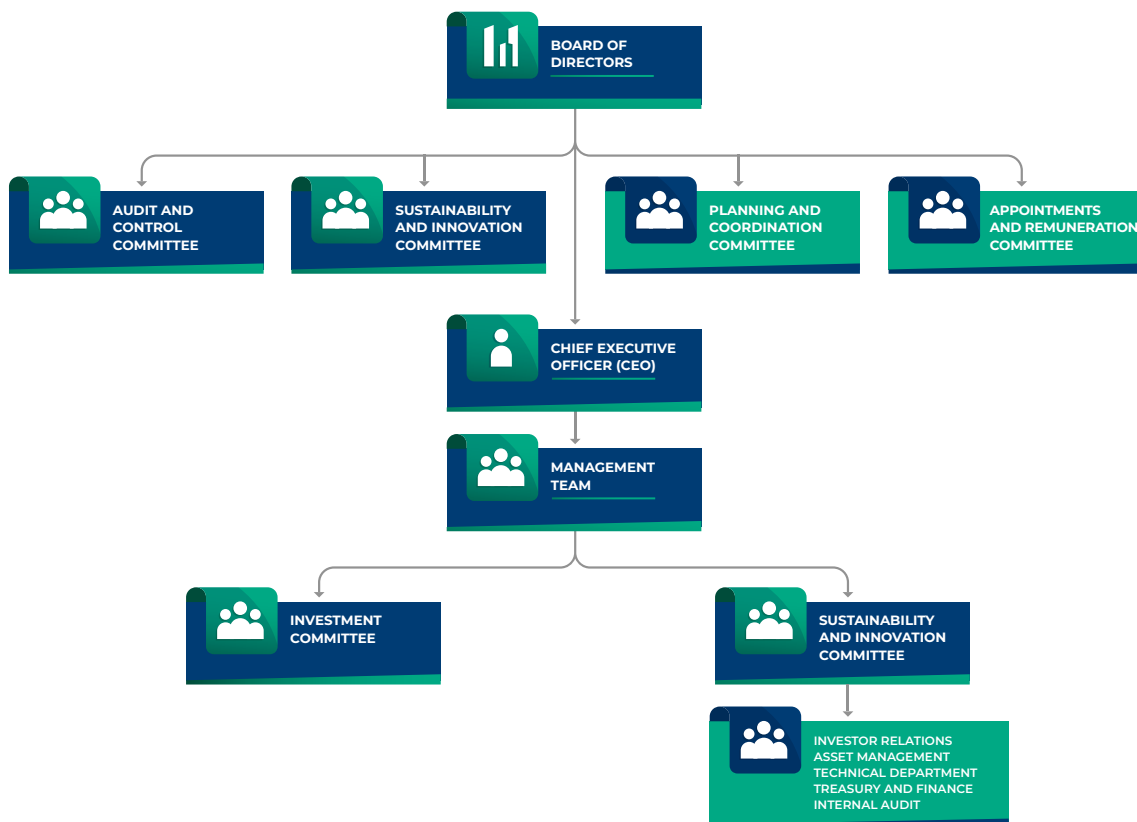 BOARD OF
DIRECTORS
AUDIT AND
CONTROL
COMMITTEE
SUSTAINABILITY
AND INNOVATION
COMMITTEE
PLANNING AND
COORDINATION
COMMITTEE
APPOINTMENTS
AND REMUNERATION
COMMITTEE
CHIEF EXECUTIVE
OFFICER (CEO)
MANAGEMENT
TEAM
INVESTMENT
COMMITTEE
SUSTAINABILITY
AND INNOVATION
COMMITTEE
INVESTOR RELATIONS
ASSET MANAGEMENT
TECHNICAL DEPARTMENT
TREASURY AND FINANCE
INTERNAL AUDIT